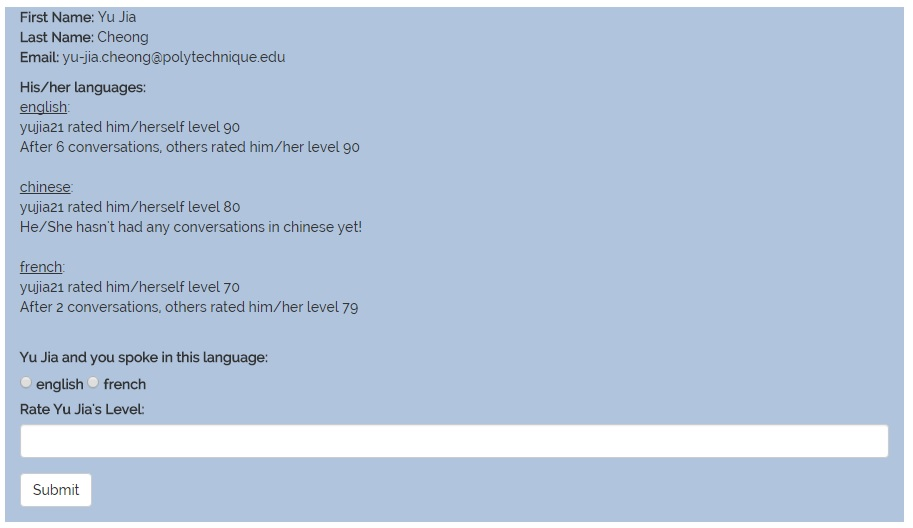 First Name: Yu Jia
Last Name: Cheong
Email: yu-jia.cheong@polytechnique.edu
His/her languages:
english:
yujia21 rated him/herself level 90
After 6 conversations, others rated him/her level 90
chinese:
yujia21 rated him/herself level 80
He/She hasn't had any conversations in chinese yet!
french:
yujia21 rated him/herself level 70
After 2 conversations, others rated him/her level 79
Yu Jia and you spoke in this language:
english french
Rate Yu Jia's Level:
Submit